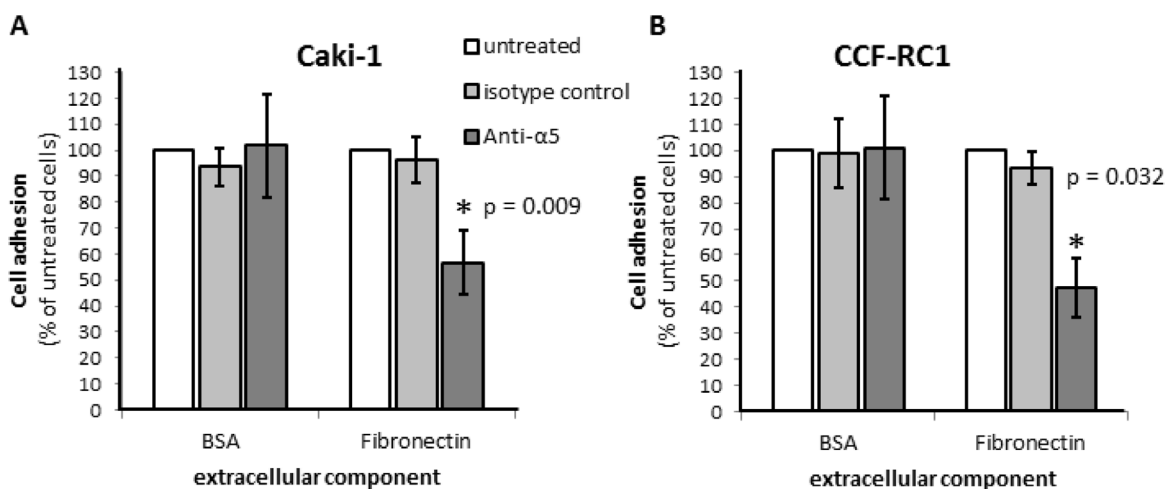 A
Caki-1
untreated
isotype control
Anti-α5
130
120
110
100
90
80
70
60
50
40
30
20
10
0
Cell adhesion
(% of untreated cells)
* p = 0.009
BSA Fibronectin
extracellular component
B
CCF-RC1
130
120
110
100
90
80
70
60
50
40
30
20
10
0
Cell adhesion
(% of untreated cells)
p = 0.032
*
BSA Fibronectin
extracellular component